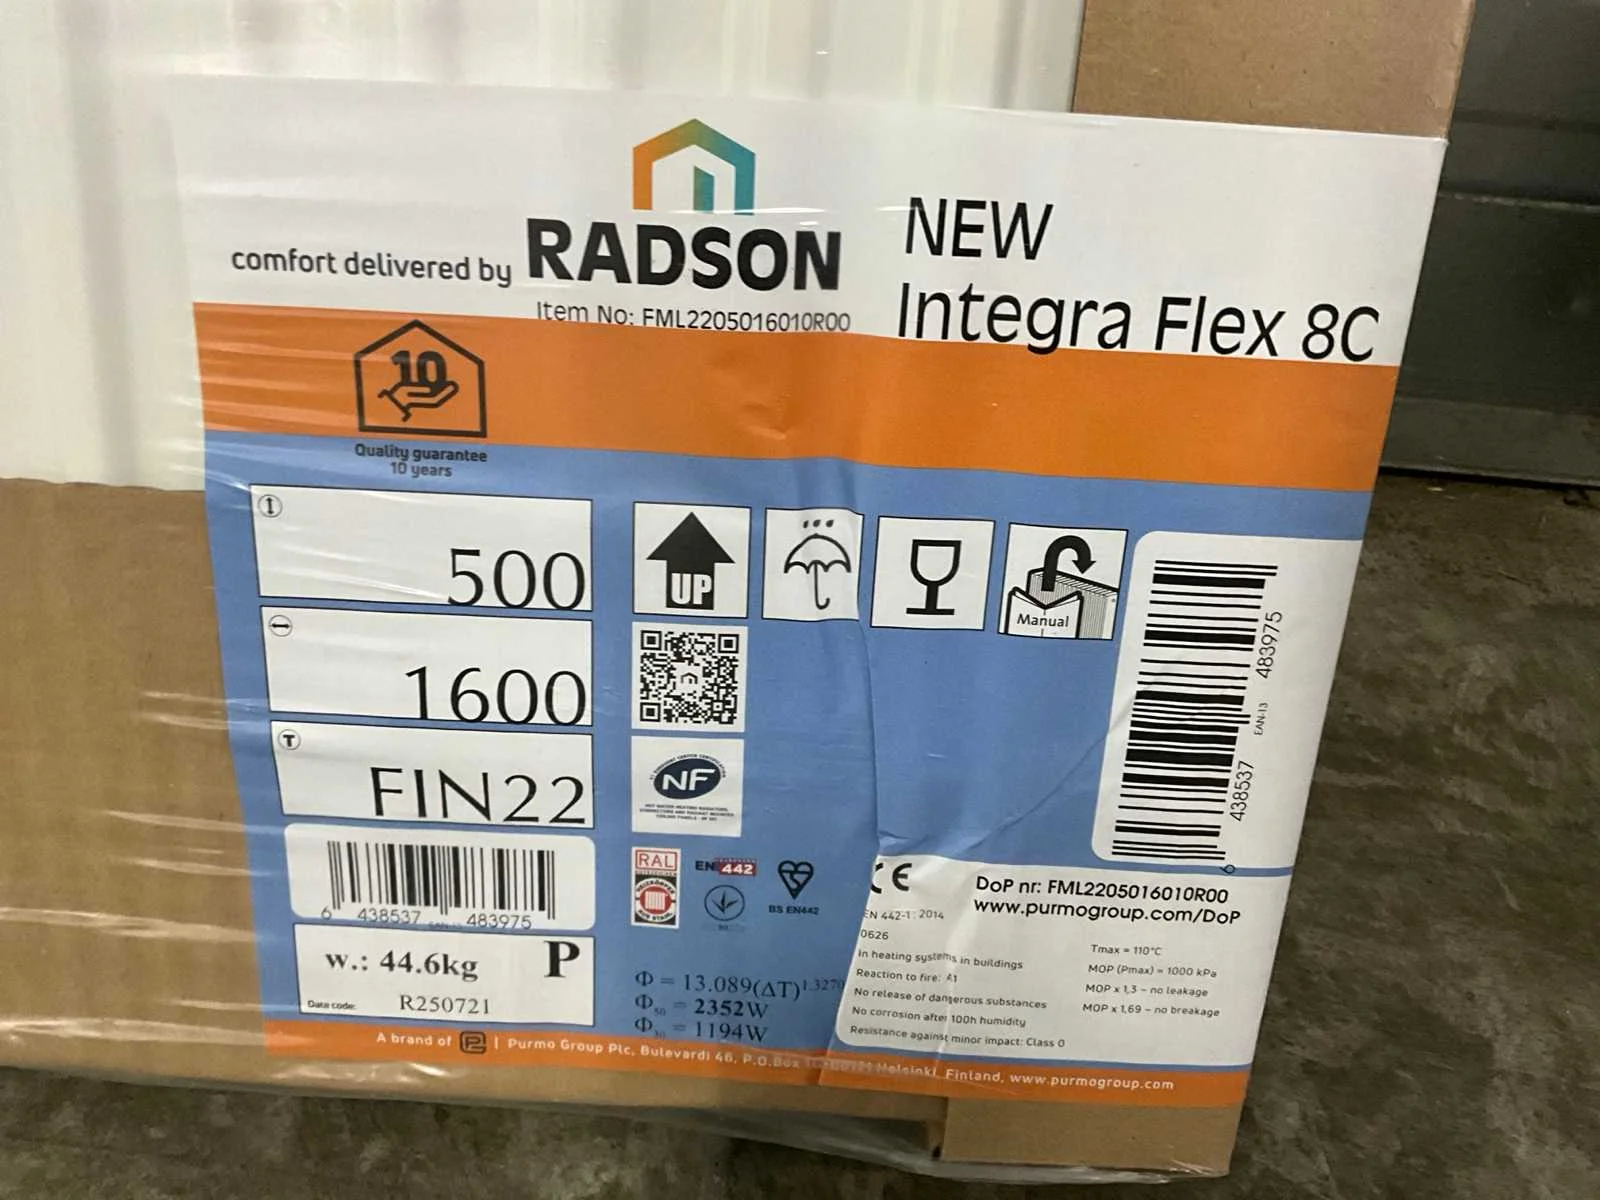 comfort delivered by RADSON
Item No: FML2205016010R00
NEW
Integra Flex 8C
10
Quality guarantee
10 years
500
1600
T
FIN22
UP
Manual
NF
RAL
EN 442
BS EN442
6 438537 EAN-13 483975
6 438537 EAN-13 483975
w.: 44.6kg P
Date code: R250721
Φ = 13.089(ΔT)1.3270
Φ50 = 2352W
Φ30 = 1194W
CE
DoP nr: FML2205016010R00
www.purmogroup.com/DoP
EN 442-1: 2014
0626
In heating systems in buildings
Reaction to fire: A1
No release of dangerous substances
No corrosion after 100h humidity
Resistance against minor impact: Class 0
Tmax = 110°C
MOP (Pmax) = 1000 kPa
MOP x 1,3 – no leakage
MOP x 1,69 – no breakage
A brand of P | Purmo Group Plc, Bulevardi 46, P.O.Box Helsinki, Finland, www.purmogroup.com